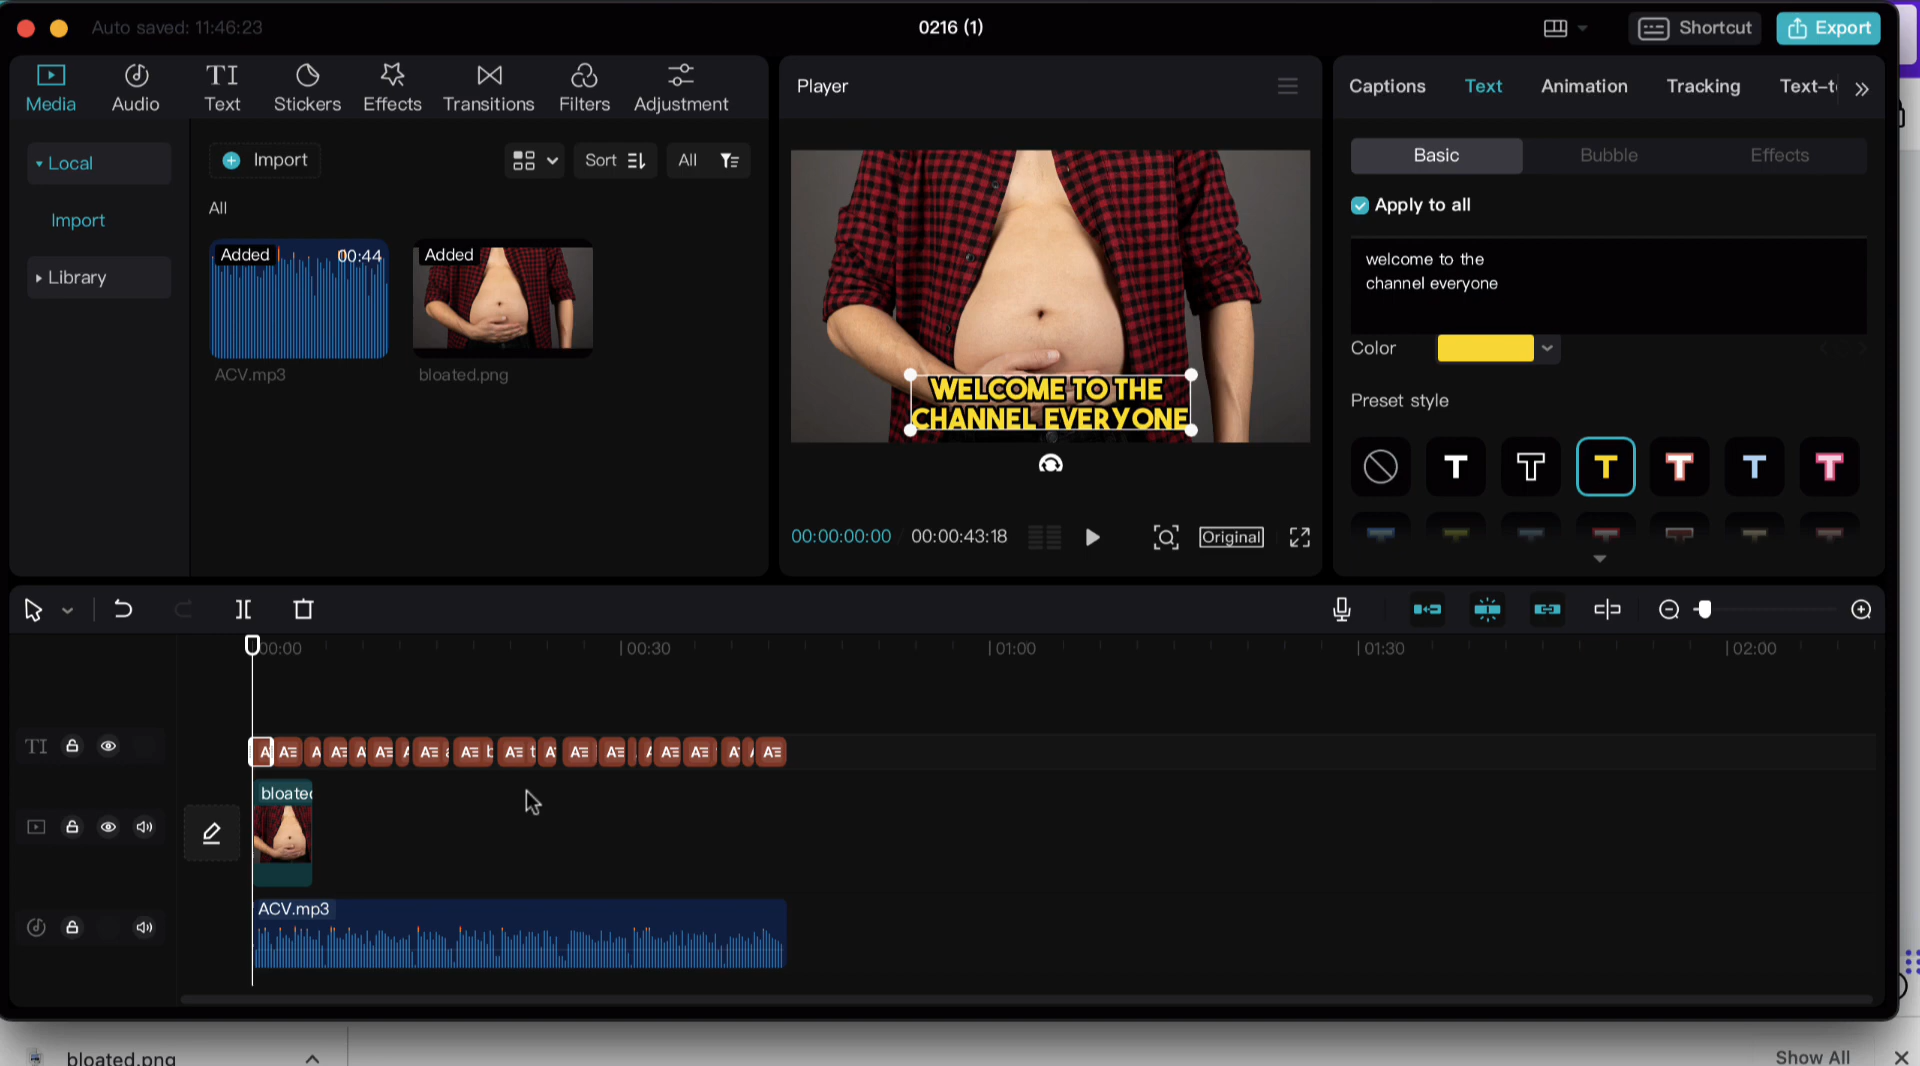 Auto saved: 11:46:23
0216 (1)
Shortcut
Export
Media
Audio
TI
Text
Stickers
Effects
Transitions
Filters
Adjustment
Local
Import
Library
Import
Sort
All
All
Added
00:44
ACV.mp3
Added
bloated.png
Player
WELCOME TO THE
CHANNEL EVERYONE
00:00:00:00 / 00:00:43:18
Original
Captions
Text
Animation
Tracking
Text-t
Basic
Bubble
Effects
Apply to all
welcome to the
channel everyone
Color
Preset style
T T T T T T T
00:00
00:30
01:00
01:30
02:00
TI
bloated
ACV.mp3
bloated.png
Show All